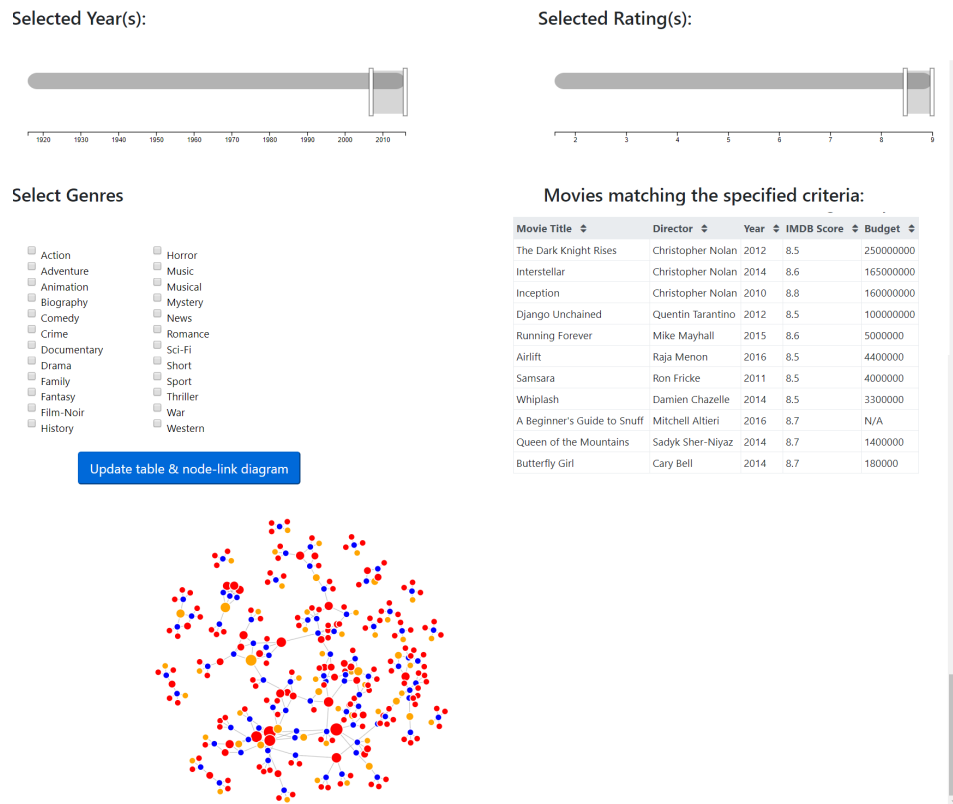 Selected Year(s):
Selected Rating(s):
1920 1930 1940 1950 1960 1970 1980 1990 2000 2010
2 3 4 5 6 7 8 9
Select Genres
Movies matching the specified criteria:
Action
Adventure
Animation
Biography
Comedy
Crime
Documentary
Drama
Family
Fantasy
Film-Noir
History
Horror
Music
Musical
Mystery
News
Romance
Sci-Fi
Short
Sport
Thriller
War
Western
Update table & node-link diagram
Movie Title Director Year IMDB Score Budget
The Dark Knight Rises Christopher Nolan 2012 8.5 250000000
Interstellar Christopher Nolan 2014 8.6 165000000
Inception Christopher Nolan 2010 8.8 160000000
Django Unchained Quentin Tarantino 2012 8.5 100000000
Running Forever Mike Mayhall 2015 8.6 5000000
Airlift Raja Menon 2016 8.5 4400000
Samsara Ron Fricke 2011 8.5 4000000
Whiplash Damien Chazelle 2014 8.5 3300000
A Beginner's Guide to Snuff Mitchell Altieri 2016 8.7 N/A
Queen of the Mountains Sadyk Sher-Niyaz 2014 8.7 1400000
Butterfly Girl Cary Bell 2014 8.7 180000